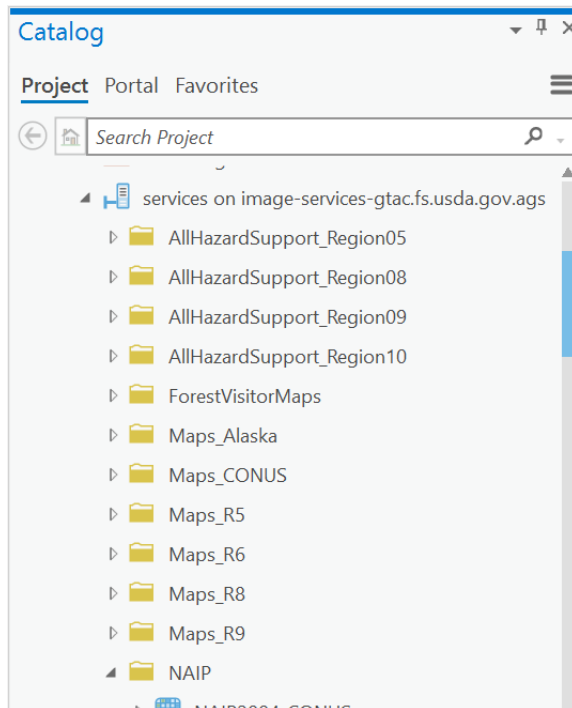 Catalog
Project Portal Favorites
Search Project
services on image-services-gtac.fs.usda.gov.ags
AllHazardSupport_Region05
AllHazardSupport_Region08
AllHazardSupport_Region09
AllHazardSupport_Region10
ForestVisitorMaps
Maps_Alaska
Maps_CONUS
Maps_R5
Maps_R6
Maps_R8
Maps_R9
NAIP